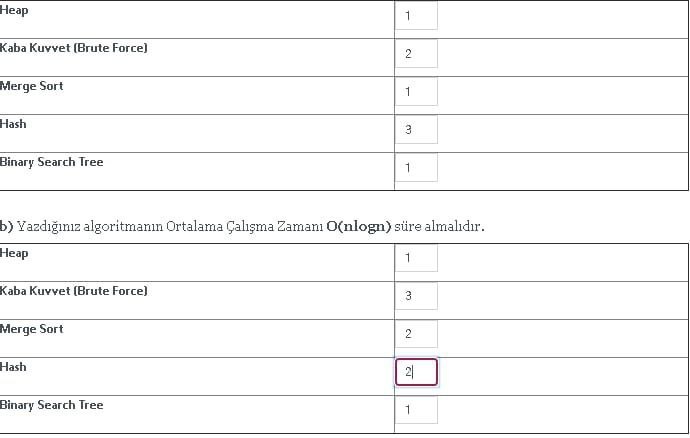 Heap
1
Kaba Kuvvet (Brute Force)
2
Merge Sort
1
Hash
3
Binary Search Tree
1
b) Yazdığınız algoritmanın Ortalama Çalışma Zamanı O(nlogn) süre almalıdır.
Heap
1
Kaba Kuvvet (Brute Force)
3
Merge Sort
2
Hash
2
Binary Search Tree
1